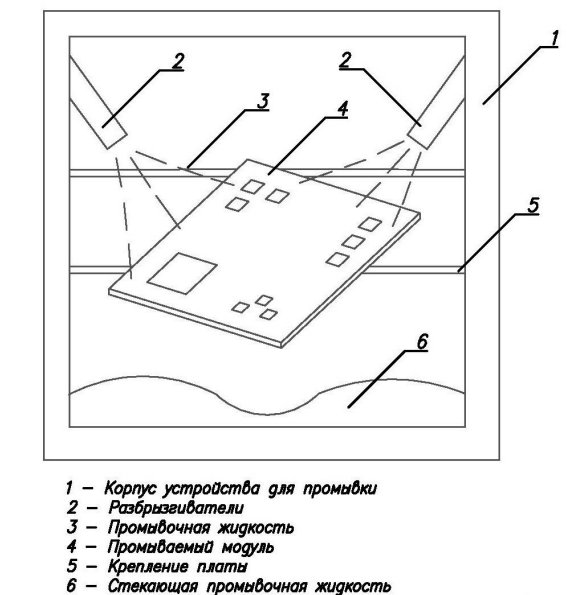 1
2
2
3
4
5
6
1 – Корпус устройства для промывки
2 – Разбрызгиватели
3 – Промывочная жидкость
4 – Промываемый модуль
5 – Крепление платы
6 – Стекающая промывочная жидкость